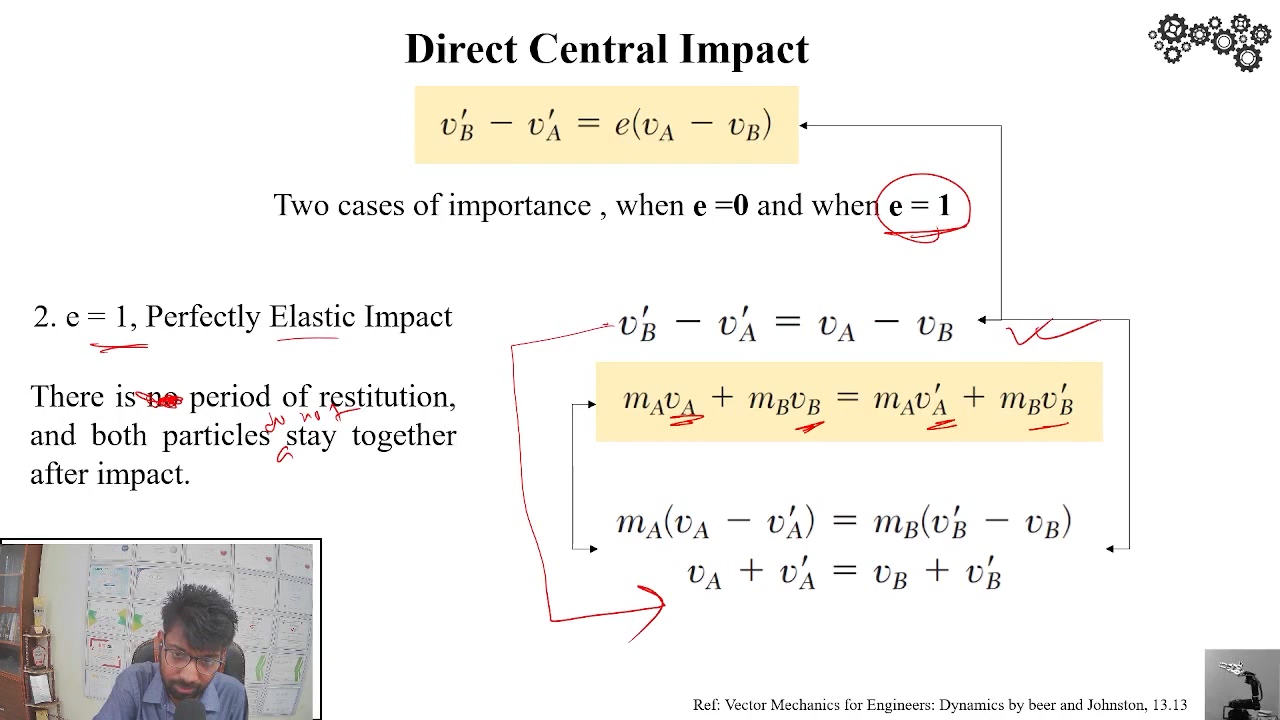 Direct Central Impact
v′B − v′A = e(vA − vB)
Two cases of importance , when e =0 and when e = 1
2. e = 1, Perfectly Elastic Impact
v′B − v′A = vA − vB
There is no period of restitution,
mAvA + mBvB = mAv′A + mBv′B
do not
and both particles stay together
after impact.
mA(vA − v′A) = mB(v′B − vB)
vA + v′A = vB + v′B
Ref: Vector Mechanics for Engineers: Dynamics by beer and Johnston, 13.13